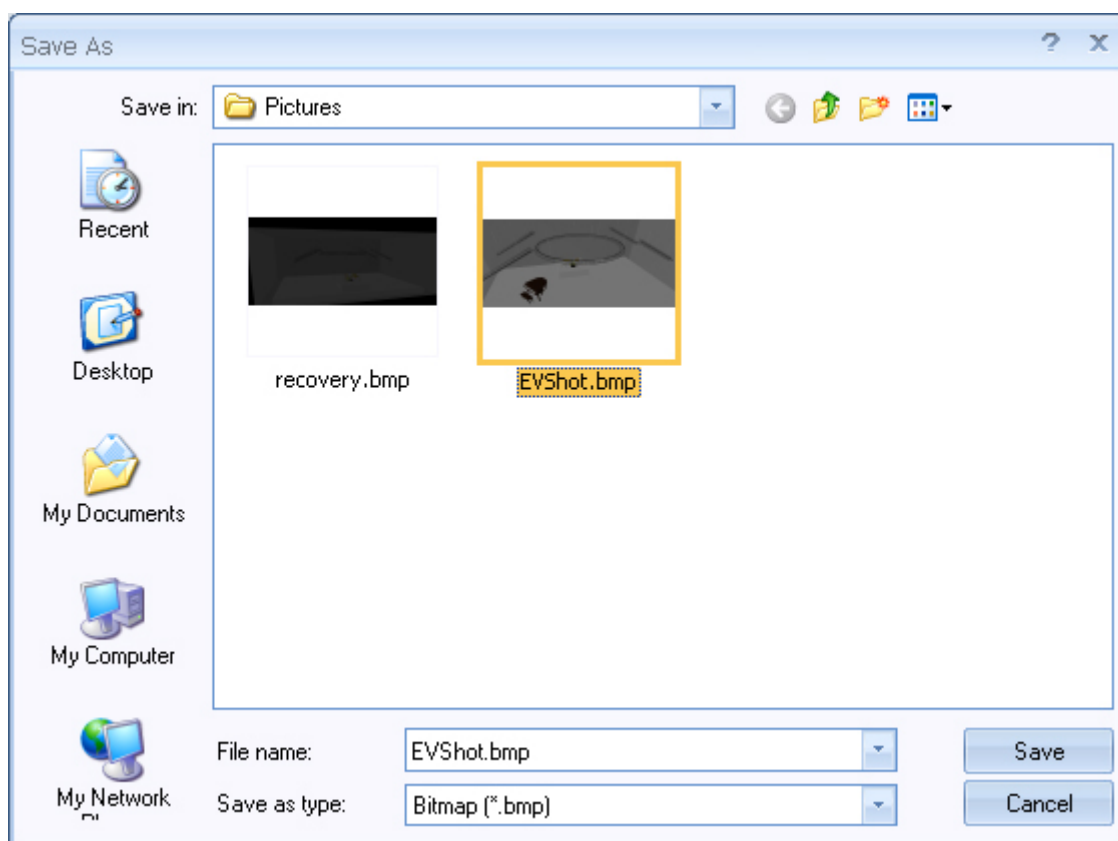 Save As
Save in:
Pictures
Recent
Desktop
My Documents
My Computer
My Network
recovery.bmp
EVShot.bmp
File name:
EVShot.bmp
Save
Save as type:
Bitmap (*.bmp)
Cancel